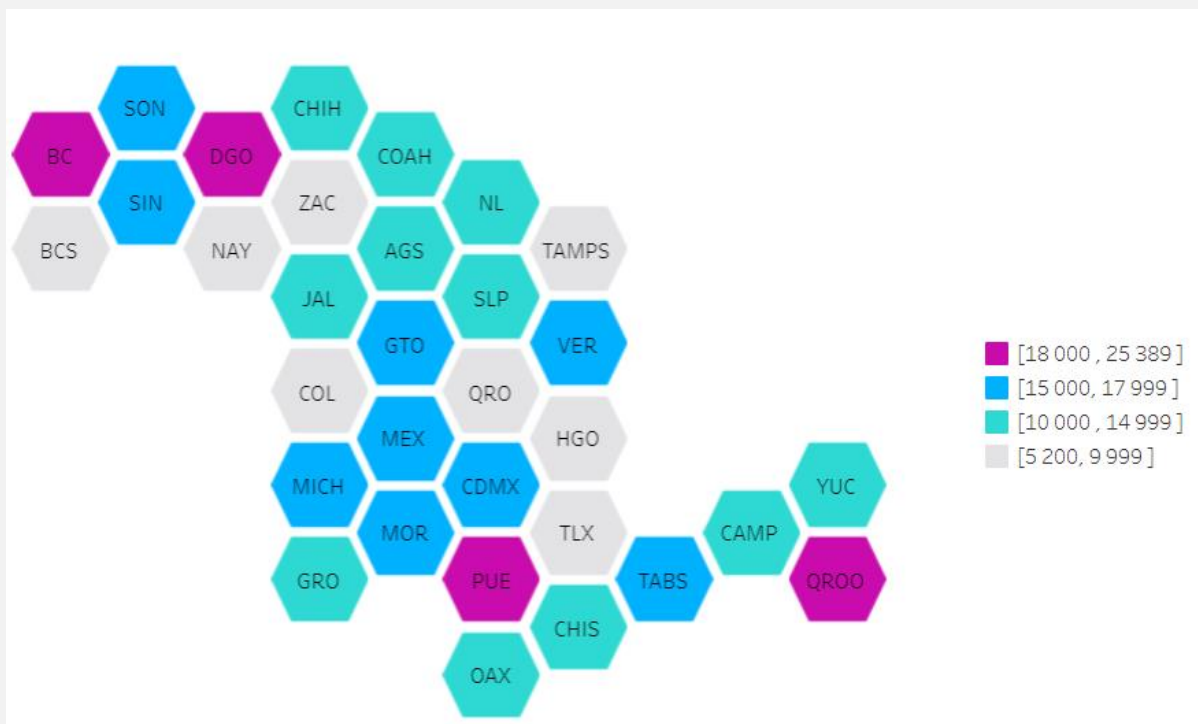 SON
CHIH
BC
DGO
COAH
SIN
ZAC
NL
BCS
NAY
AGS
TAMPS
JAL
SLP
GTO
VER
COL
QRO
MEX
HGO
MICH
CDMX
YUC
MOR
TLX
CAMP
GRO
PUE
TABS
QROO
CHIS
OAX
[18 000 , 25 389 ]
[15 000, 17 999 ]
[10 000 , 14 999 ]
[5 200, 9 999 ]